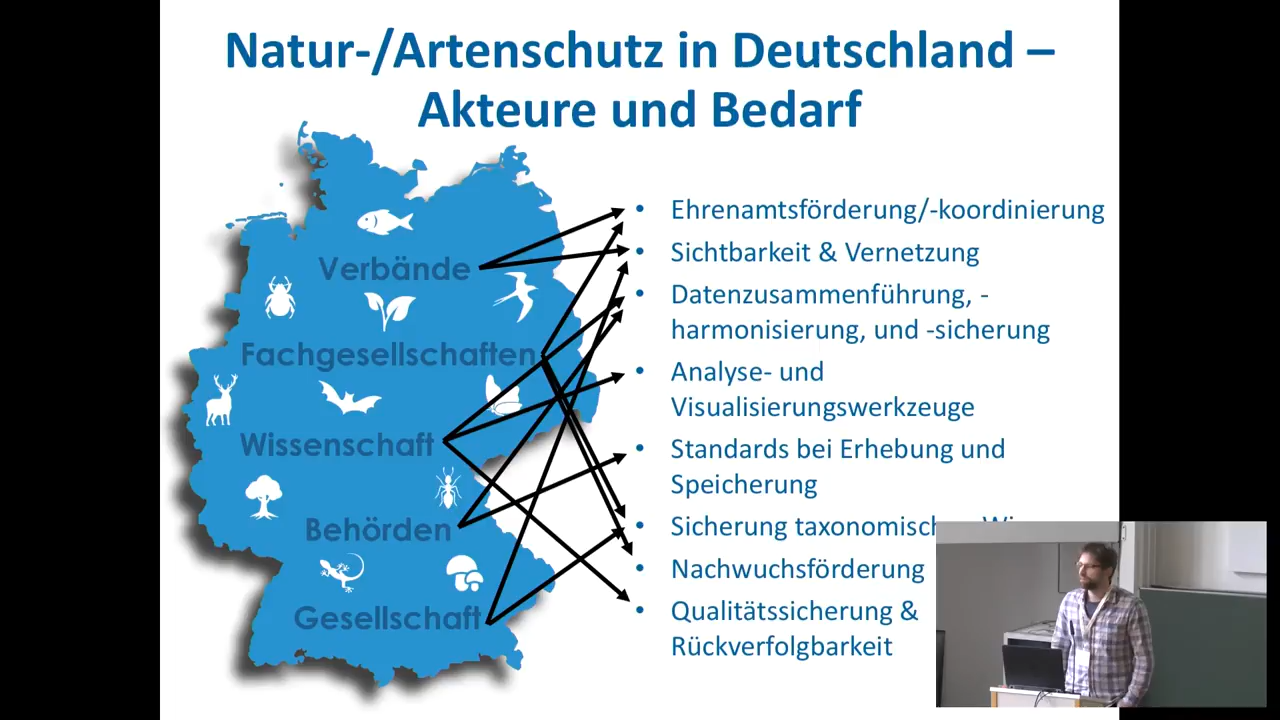 Natur-/Artenschutz in Deutschland –
Akteure und Bedarf
Verbände
Fachgesellschaften
Wissenschaft
Behörden
Gesellschaft
• Ehrenamtsförderung/-koordinierung
• Sichtbarkeit & Vernetzung
• Datenzusammenführung, -
harmonisierung, und -sicherung
• Analyse- und
Visualisierungswerkzeuge
• Standards bei Erhebung und
Speicherung
• Sicherung
• Nachwuchsförderung
• Qualitätssicherung &
Rückverfolgbarkeit